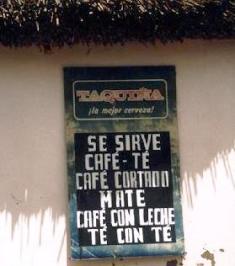 TAQUIÑA
¡la mejor cerveza!
SE SIRVE
CAFÉ-TÉ
CAFÉ CORTADO
MATE
CAFÉ CON LECHE
TÉ CON TÉ